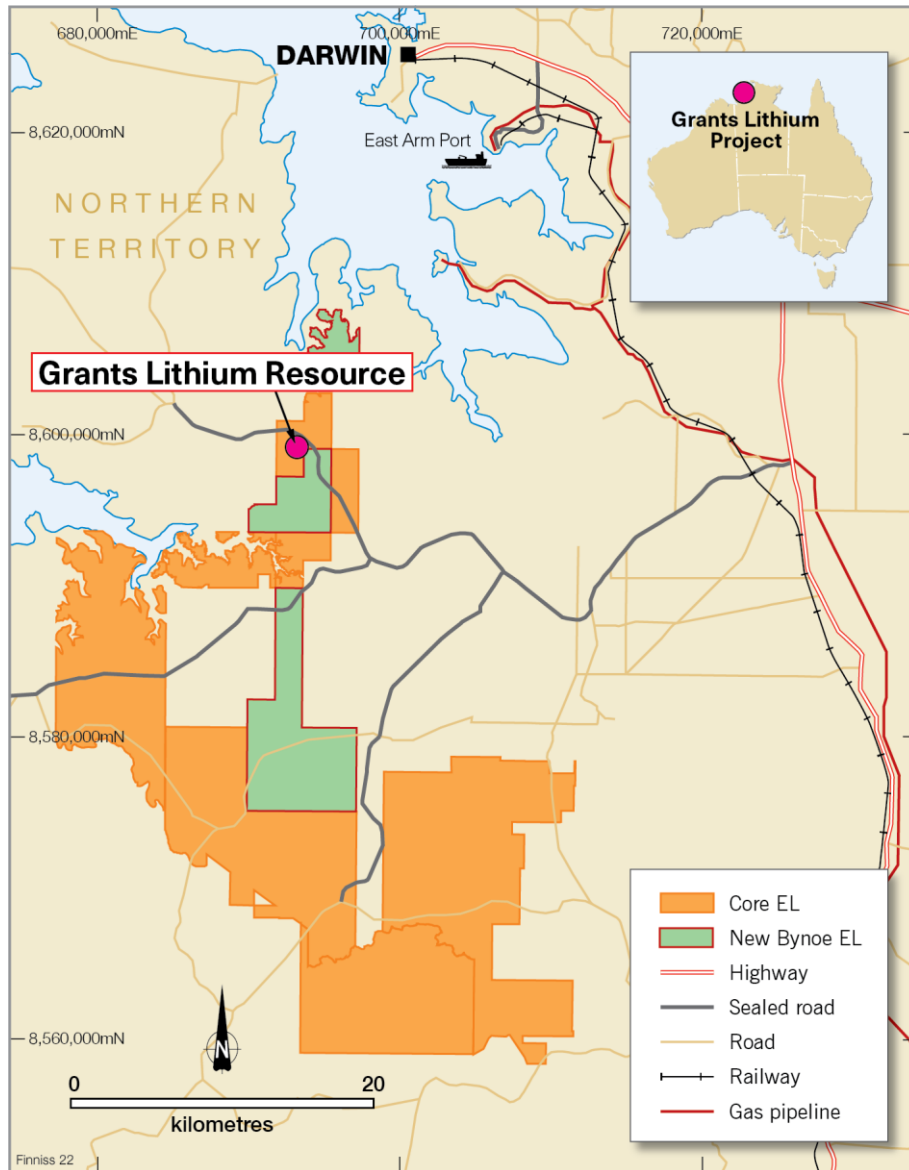 680,000mE
700,000mE
720,000mE
DARWIN
8,620,000mN
East Arm Port
Grants Lithium
Project
NORTHERN
TERRITORY
Grants Lithium Resource
8,600,000mN
8,580,000mN
Core EL
New Bynoe EL
Highway
Sealed road
Road
Railway
Gas pipeline
8,560,000mN
N
0 20
kilometres
Finniss 22